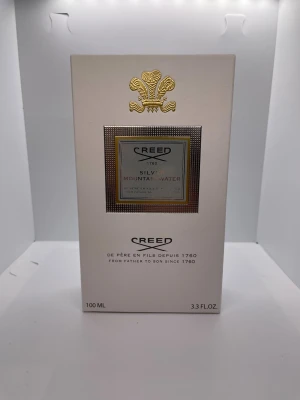 CREED
1760
SILVER
MOUNTAIN WATER
CREED
DE PÈRE EN FILS DEPUIS 1760
FROM FATHER TO SON SINCE 1760
100 ML
3.3 FL.OZ.